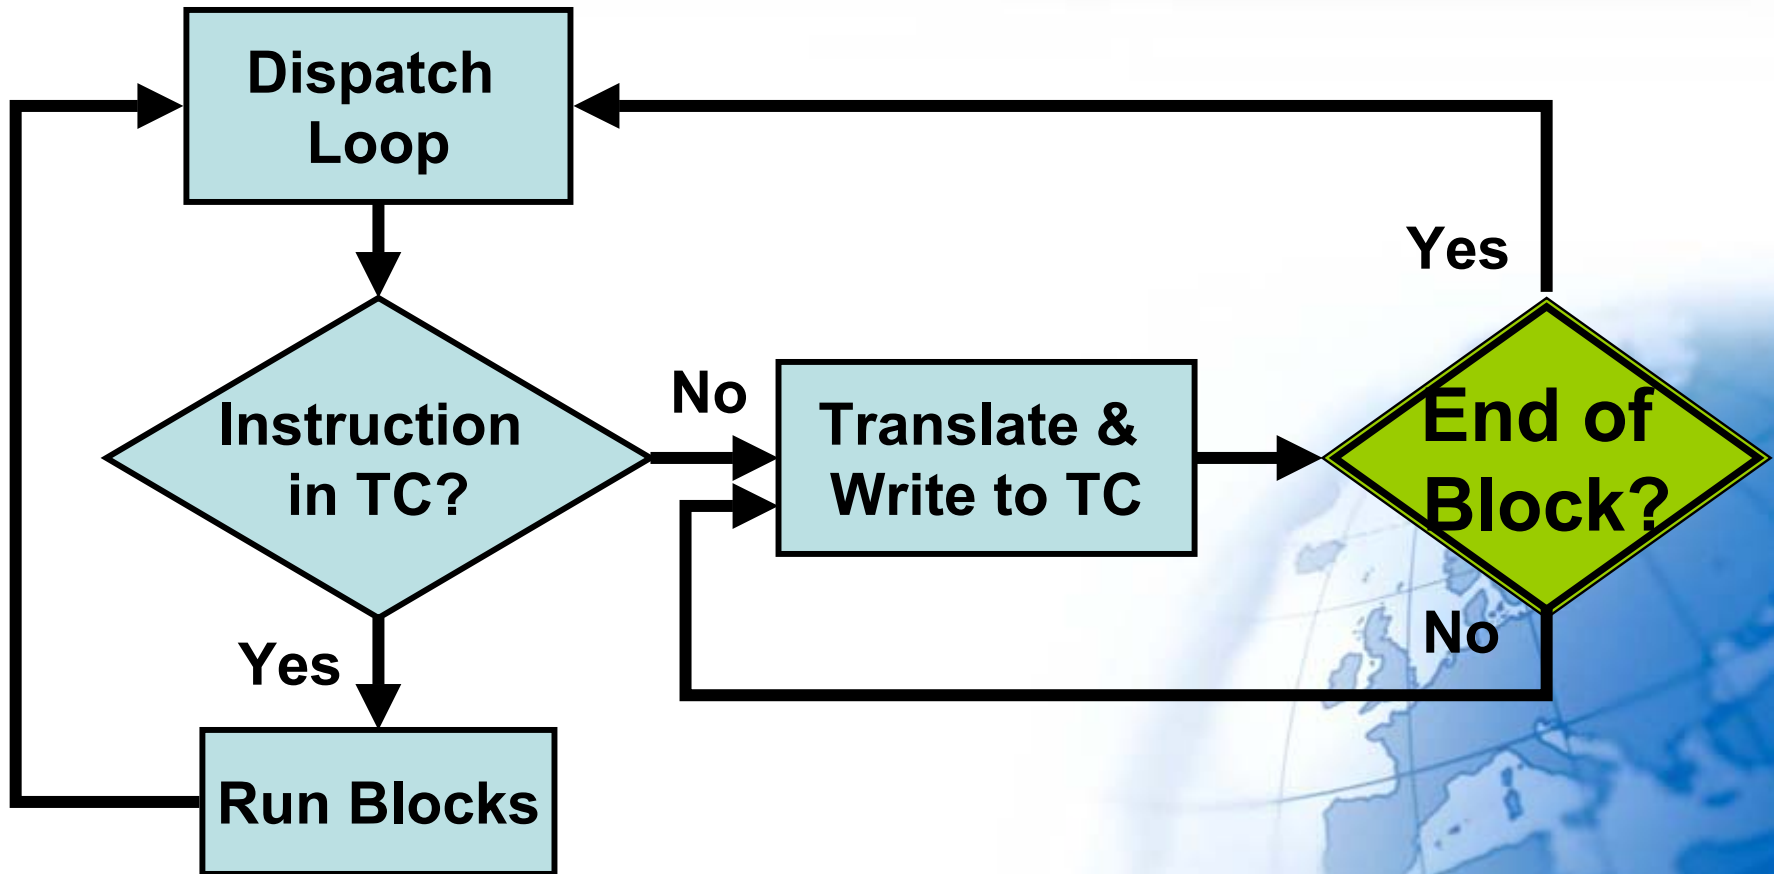 Dispatch
Loop
Yes
Instruction
in TC?
No
Translate &
Write to TC
End of
Block?
No
Yes
Run Blocks